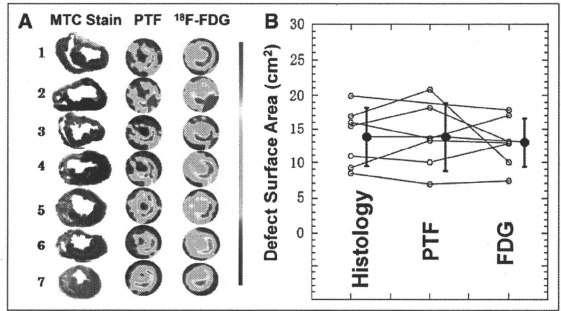 A MTC Stain PTF ¹⁸F-FDG
1
2
3
4
5
6
7
B
Defect Surface Area (cm²)
30
25
20
15
10
5
0
Histology
PTF
FDG